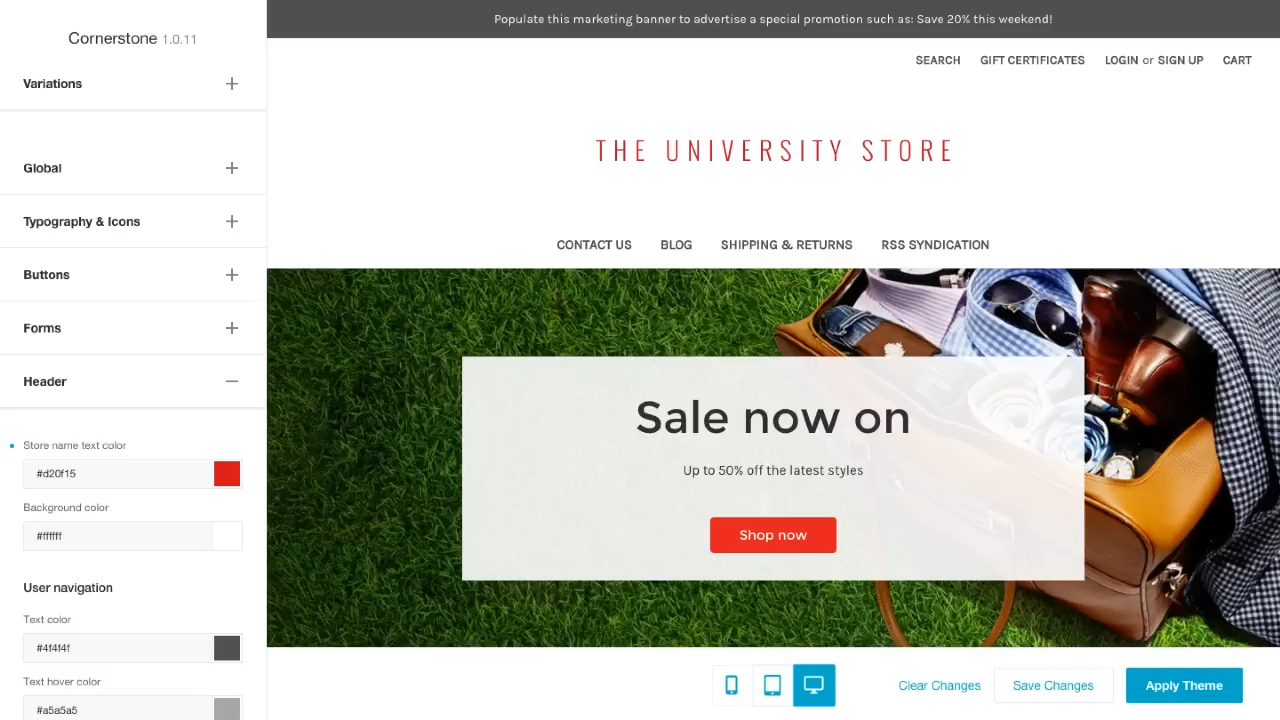 Cornerstone 1.0.11
Variations
Global
Typography & Icons
Buttons
Forms
Header
Store name text color
#d20f15
Background color
#ffffff
User navigation
Text color
#4f4f4f
Text hover color
#a5a5a5
Populate this marketing banner to advertise a special promotion such as: Save 20% this weekend!
SEARCH GIFT CERTIFICATES LOGIN or SIGN UP CART
THE UNIVERSITY STORE
CONTACT US BLOG SHIPPING & RETURNS RSS SYNDICATION
Sale now on
Up to 50% off the latest styles
Shop now
Clear Changes Save Changes Apply Theme